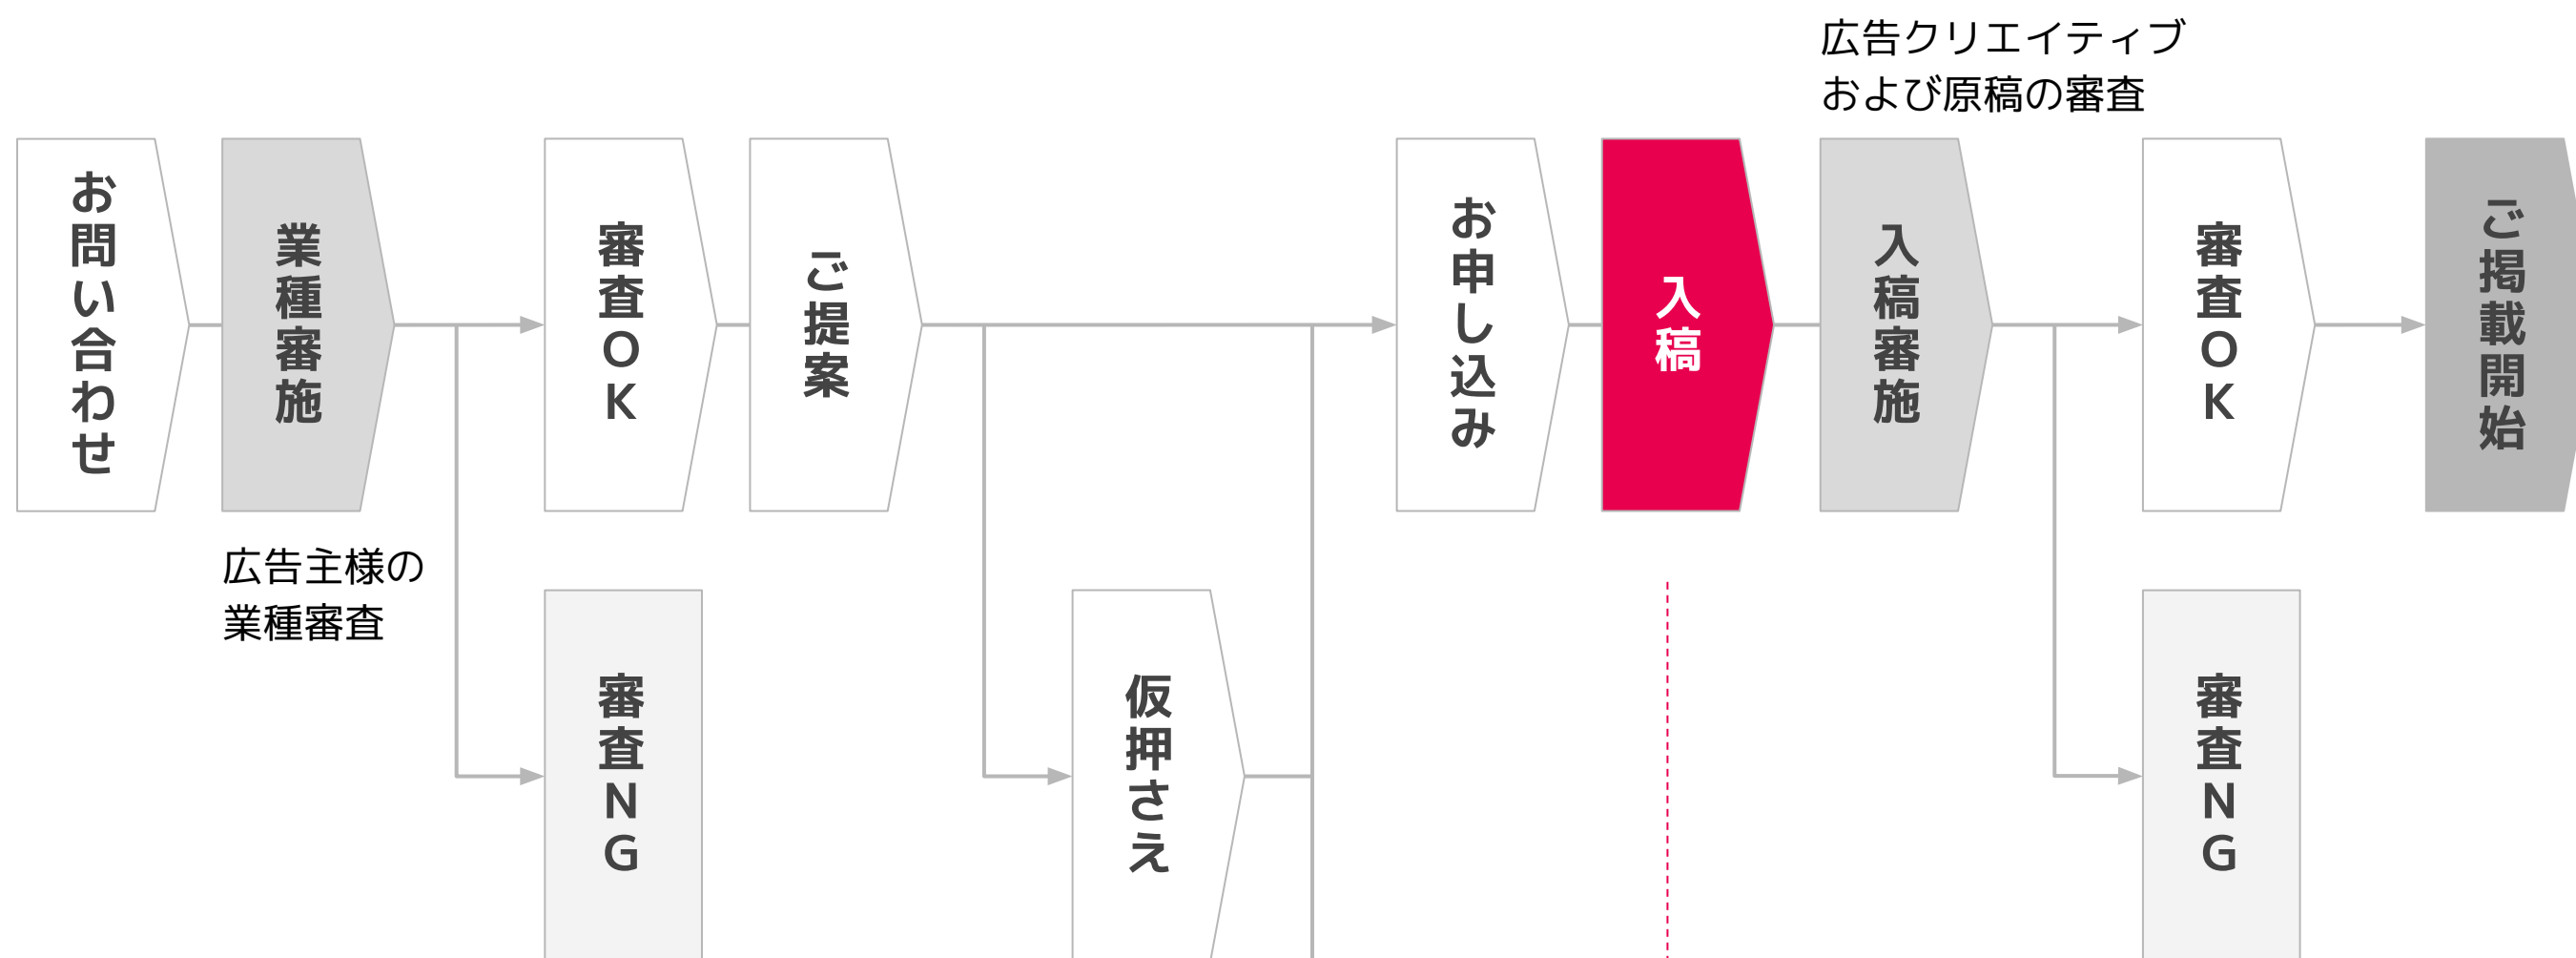 広告クリエイティブ
および原稿の審査
お問い合わせ
業種審施
審査OK
ご提案
お申し込み
入稿
入稿審施
審査OK
ご掲載開始
広告主様の
業種審査
審査NG
仮押さえ
審査NG